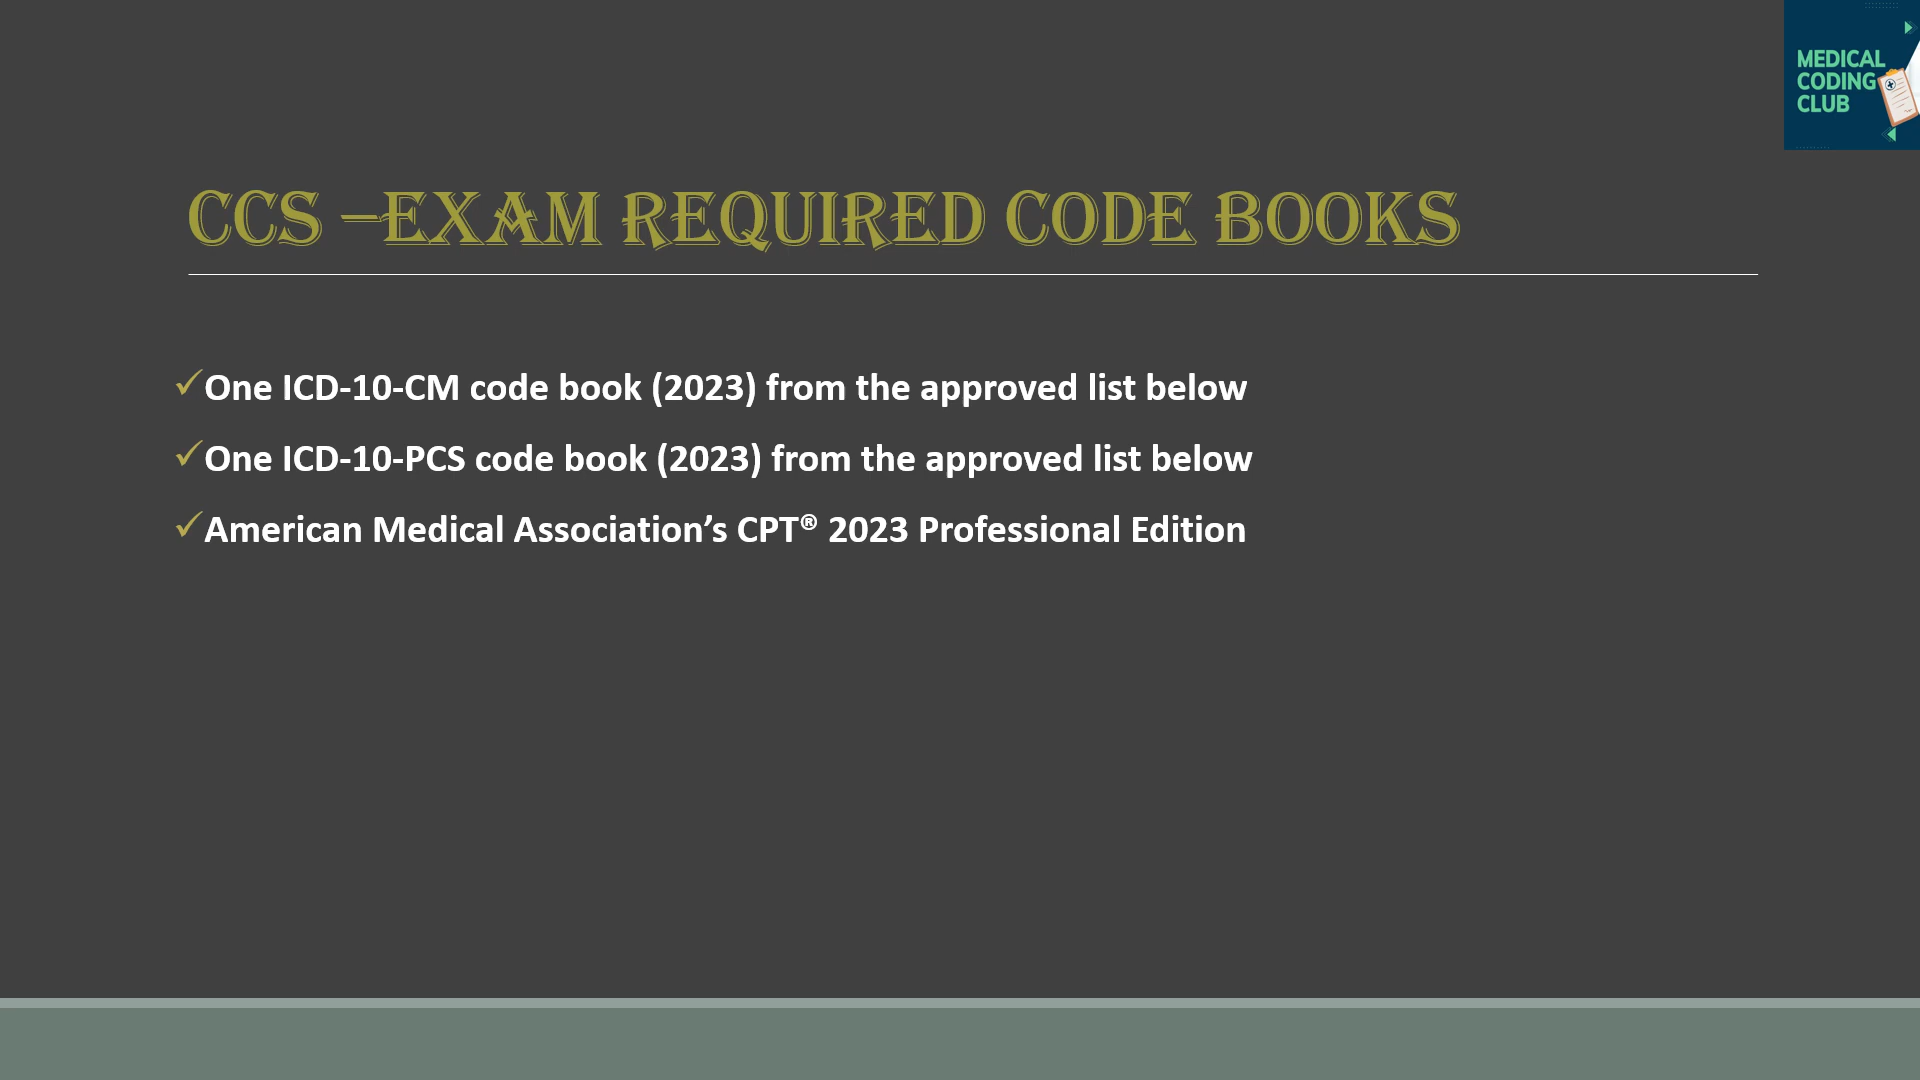 MEDICAL
CODING
CLUB
CCS –EXAM REQUIRED CODE BOOKS
✓One ICD-10-CM code book (2023) from the approved list below
✓One ICD-10-PCS code book (2023) from the approved list below
✓American Medical Association’s CPT® 2023 Professional Edition